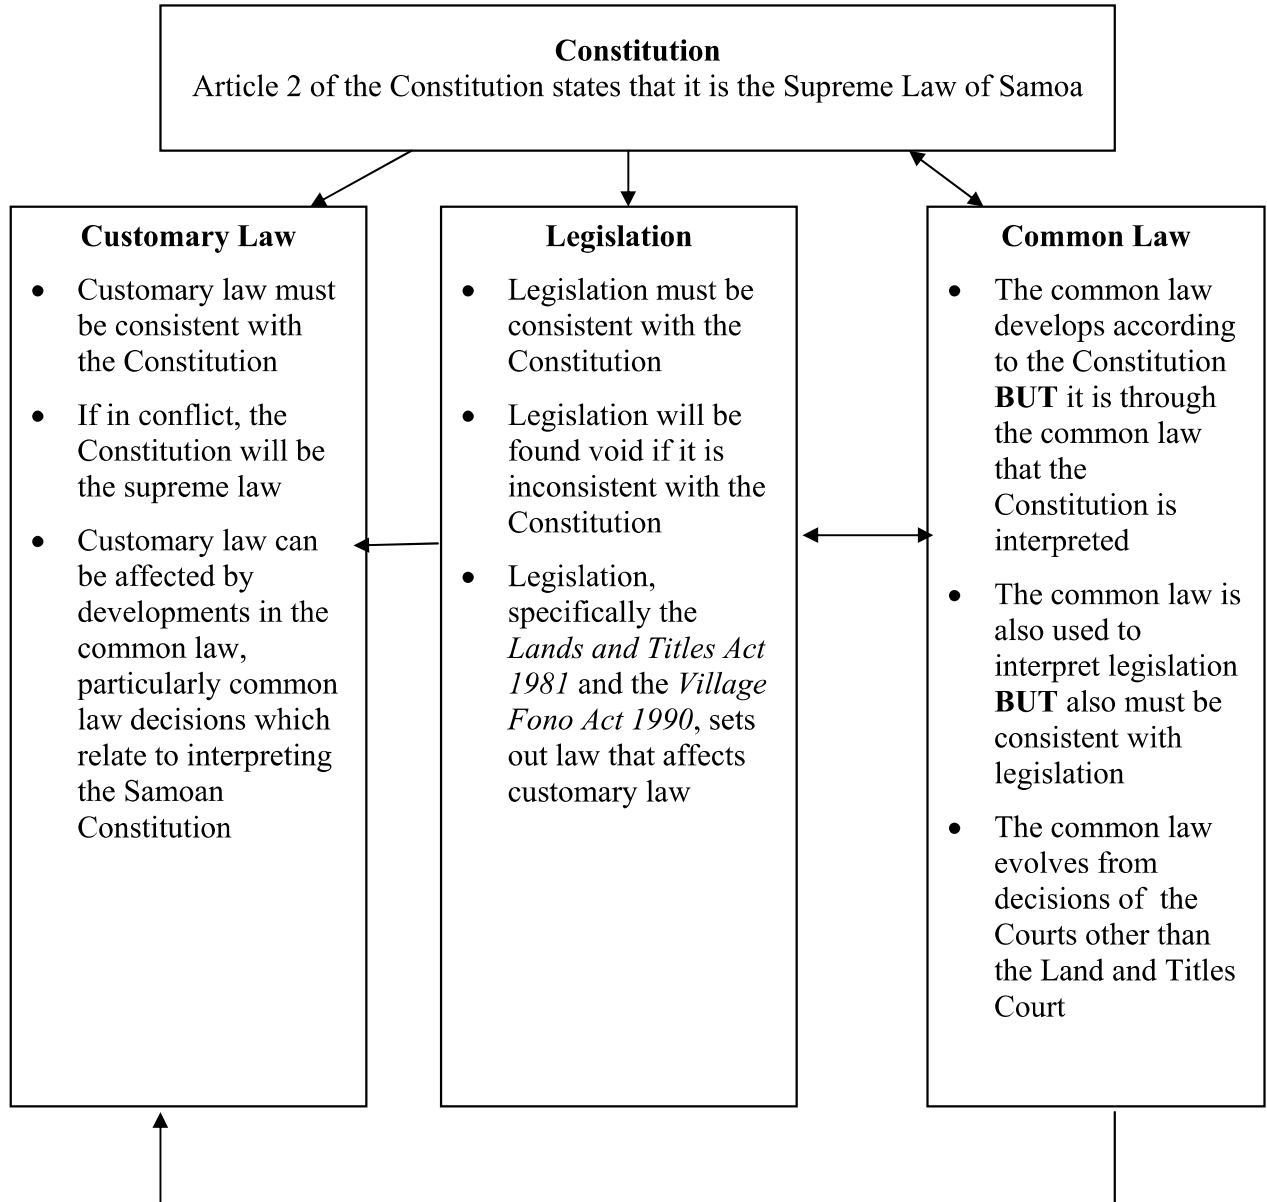 Constitution
Article 2 of the Constitution states that it is the Supreme Law of Samoa
Customary Law
• Customary law must
be consistent with
the Constitution
• If in conflict, the
Constitution will be
the supreme law
• Customary law can
be affected by
developments in the
common law,
particularly common
law decisions which
relate to interpreting
the Samoan
Constitution
Legislation
• Legislation must be
consistent with the
Constitution
• Legislation will be
found void if it is
inconsistent with the
Constitution
• Legislation,
specifically the
Lands and Titles Act
1981 and the Village
Fono Act 1990, sets
out law that affects
customary law
Common Law
• The common law
develops according
to the Constitution
BUT it is through
the common law
that the
Constitution is
interpreted
• The common law is
also used to
interpret legislation
BUT also must be
consistent with
legislation
• The common law
evolves from
decisions of the
Courts other than
the Land and Titles
Court